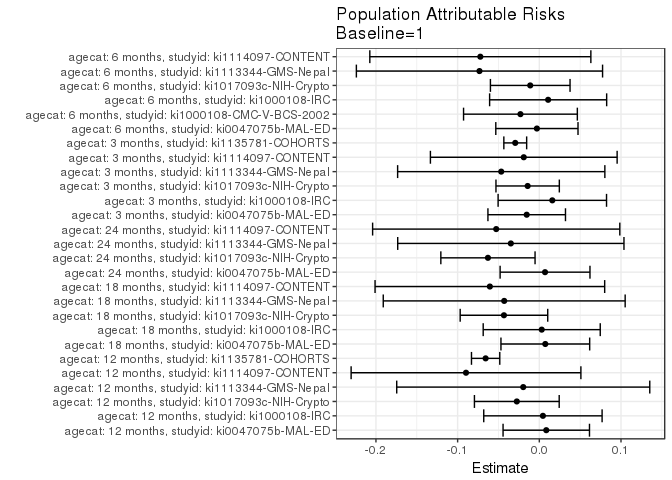 Population Attributable Risks
Baseline=1
agecat: 6 months, studyid: ki1114097-CONTENT
agecat: 6 months, studyid: ki1113344-GMS-Nepal
agecat: 6 months, studyid: ki1017093c-NIH-Crypto
agecat: 6 months, studyid: ki1000108-IRC
agecat: 6 months, studyid: ki1000108-CMC-V-BCS-2002
agecat: 6 months, studyid: ki0047075b-MAL-ED
agecat: 3 months, studyid: ki1135781-COHORTS
agecat: 3 months, studyid: ki1114097-CONTENT
agecat: 3 months, studyid: ki1113344-GMS-Nepal
agecat: 3 months, studyid: ki1017093c-NIH-Crypto
agecat: 3 months, studyid: ki1000108-IRC
agecat: 3 months, studyid: ki0047075b-MAL-ED
agecat: 24 months, studyid: ki1114097-CONTENT
agecat: 24 months, studyid: ki1113344-GMS-Nepal
agecat: 24 months, studyid: ki1017093c-NIH-Crypto
agecat: 24 months, studyid: ki0047075b-MAL-ED
agecat: 18 months, studyid: ki1114097-CONTENT
agecat: 18 months, studyid: ki1113344-GMS-Nepal
agecat: 18 months, studyid: ki1017093c-NIH-Crypto
agecat: 18 months, studyid: ki1000108-IRC
agecat: 18 months, studyid: ki0047075b-MAL-ED
agecat: 12 months, studyid: ki1135781-COHORTS
agecat: 12 months, studyid: ki1114097-CONTENT
agecat: 12 months, studyid: ki1113344-GMS-Nepal
agecat: 12 months, studyid: ki1017093c-NIH-Crypto
agecat: 12 months, studyid: ki1000108-IRC
agecat: 12 months, studyid: ki0047075b-MAL-ED
-0.2 -0.1 0.0 0.1
Estimate